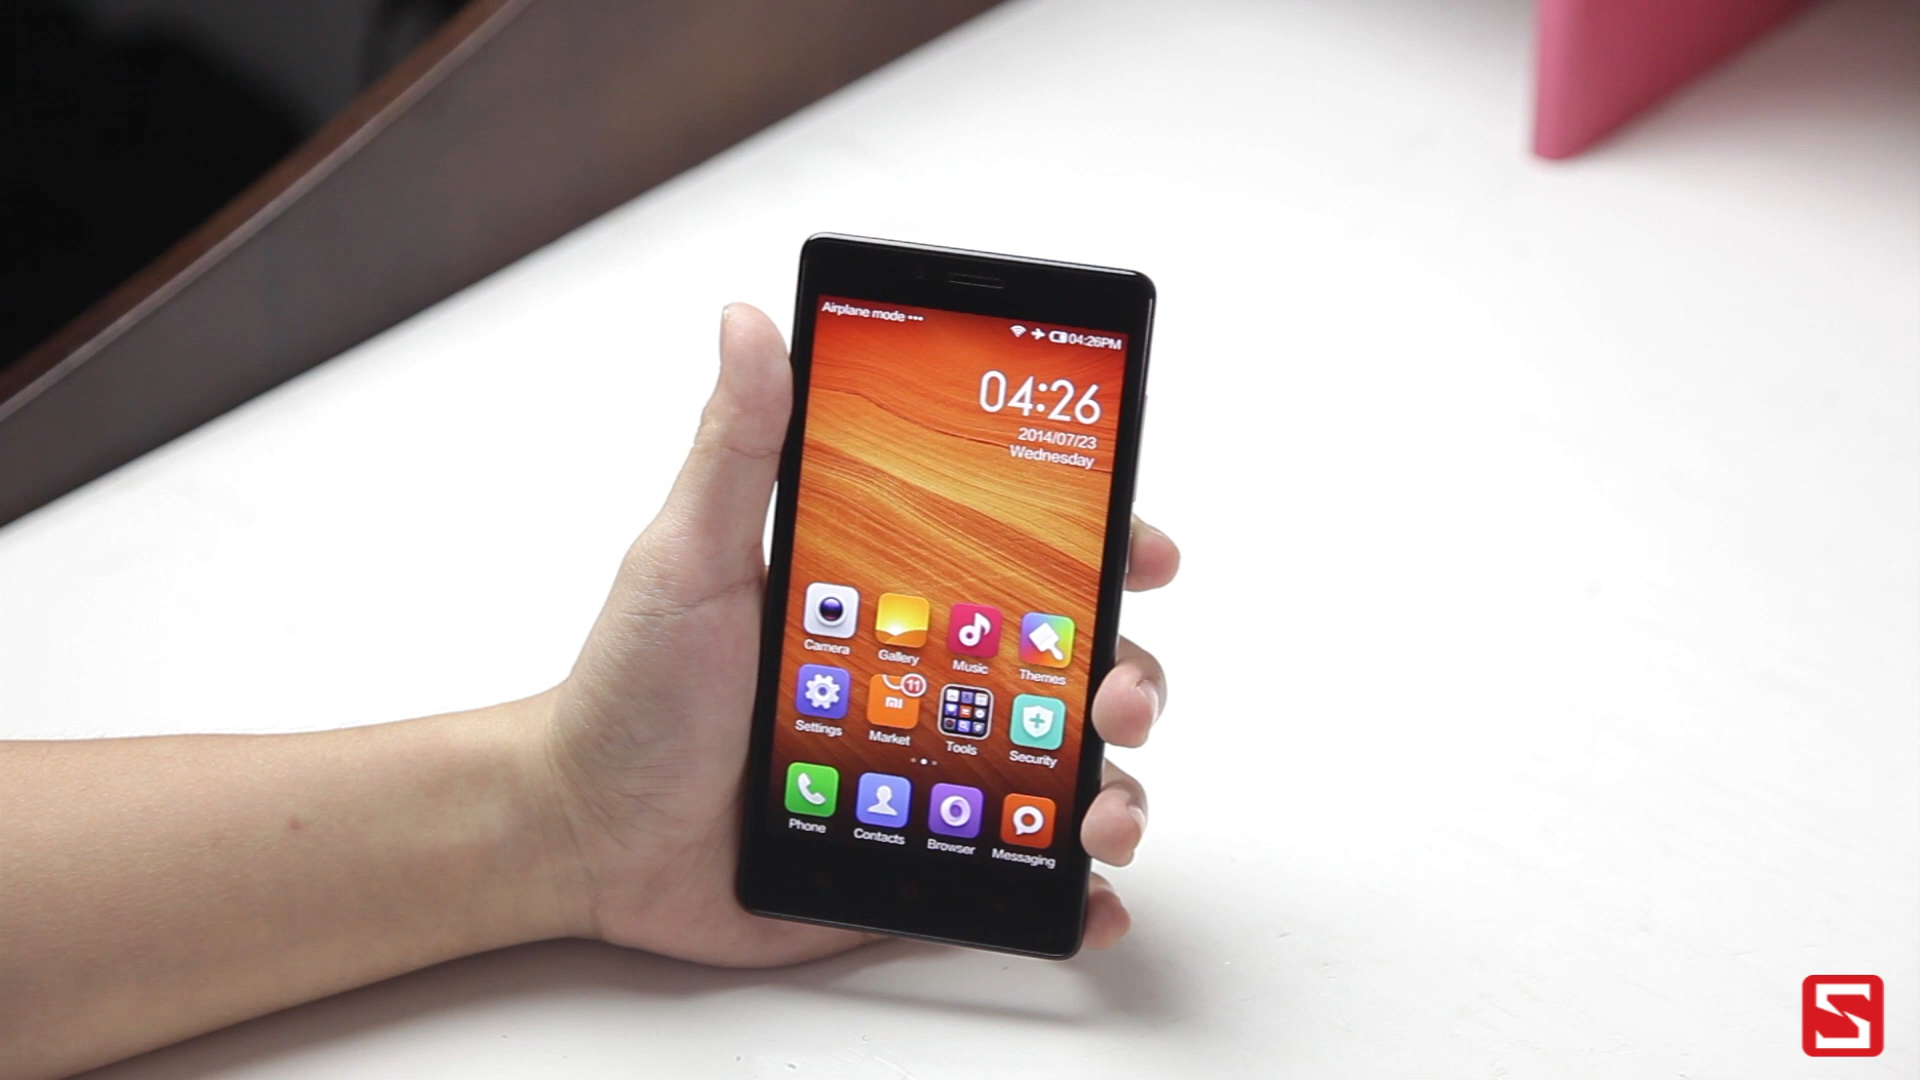 Airplane mode •••
04:26PM
04:26
2014/07/23
Wednesday
Camera Gallery Music Themes
11
mi
Settings Market Tools Security
Phone Contacts Browser Messaging
S